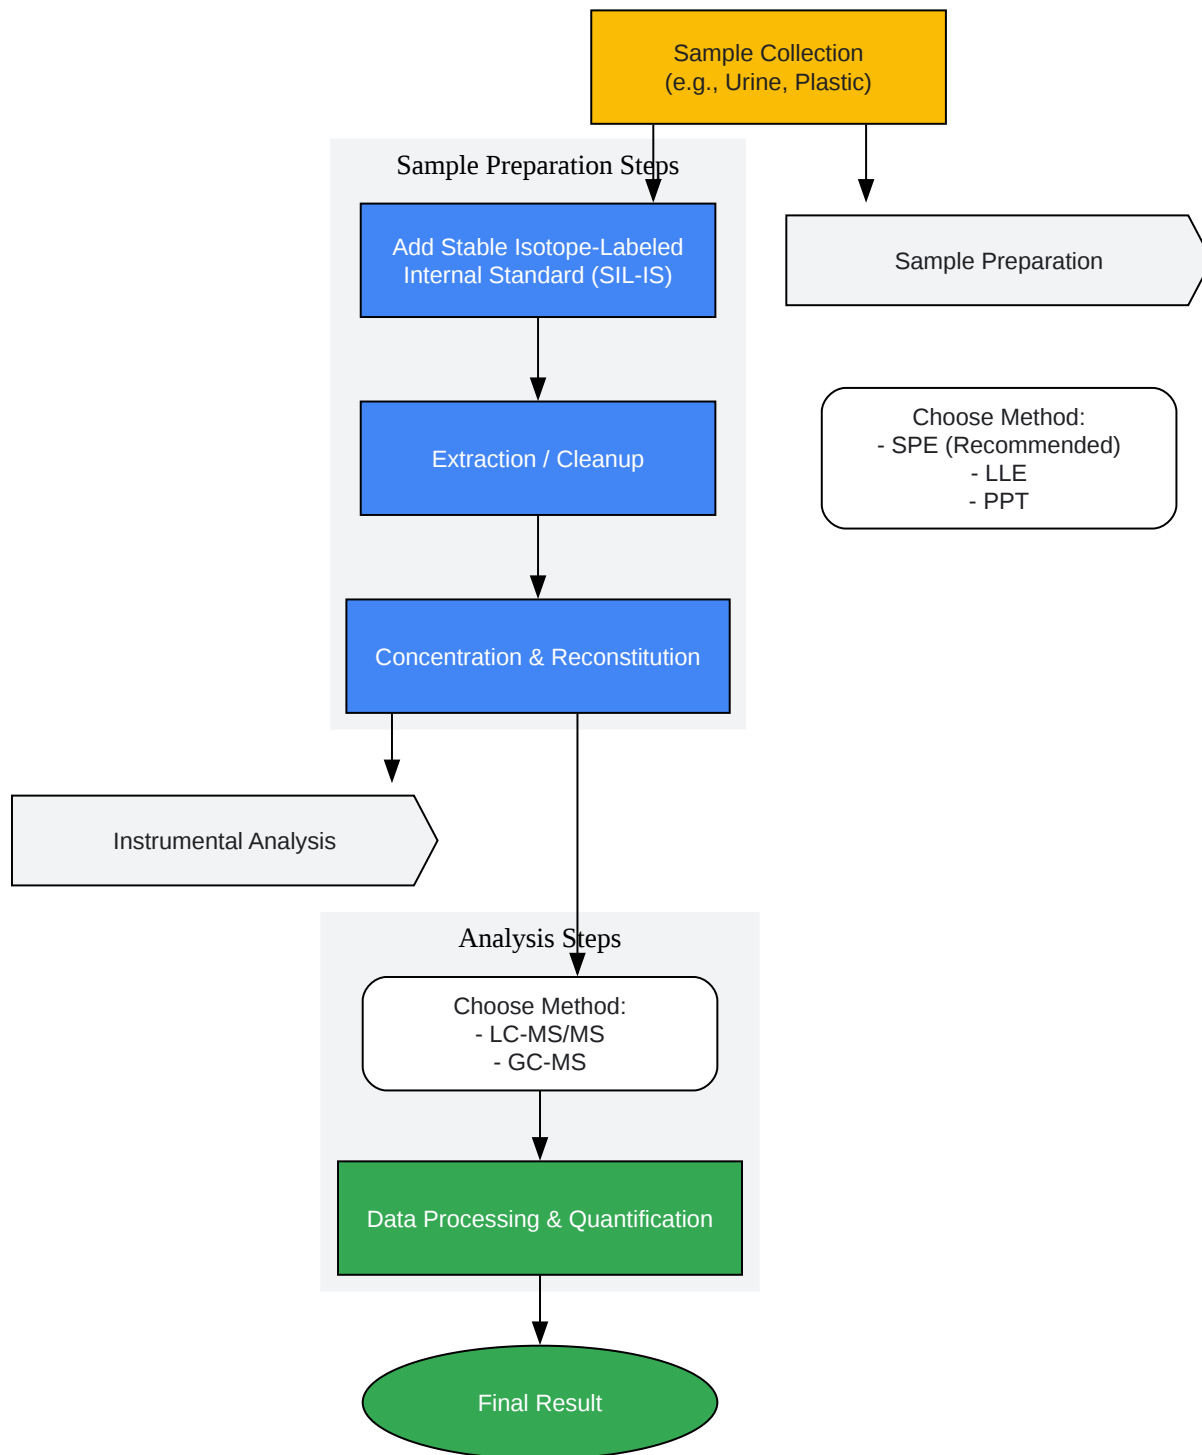 Sample Collection
(e.g., Urine, Plastic)
Sample Preparation Steps
Add Stable Isotope-Labeled
Internal Standard (SIL-IS)
Sample Preparation
Extraction / Cleanup
Choose Method:
- SPE (Recommended)
- LLE
- PPT
Concentration & Reconstitution
Instrumental Analysis
Analysis Steps
Choose Method:
- LC-MS/MS
- GC-MS
Data Processing & Quantification
Final Result